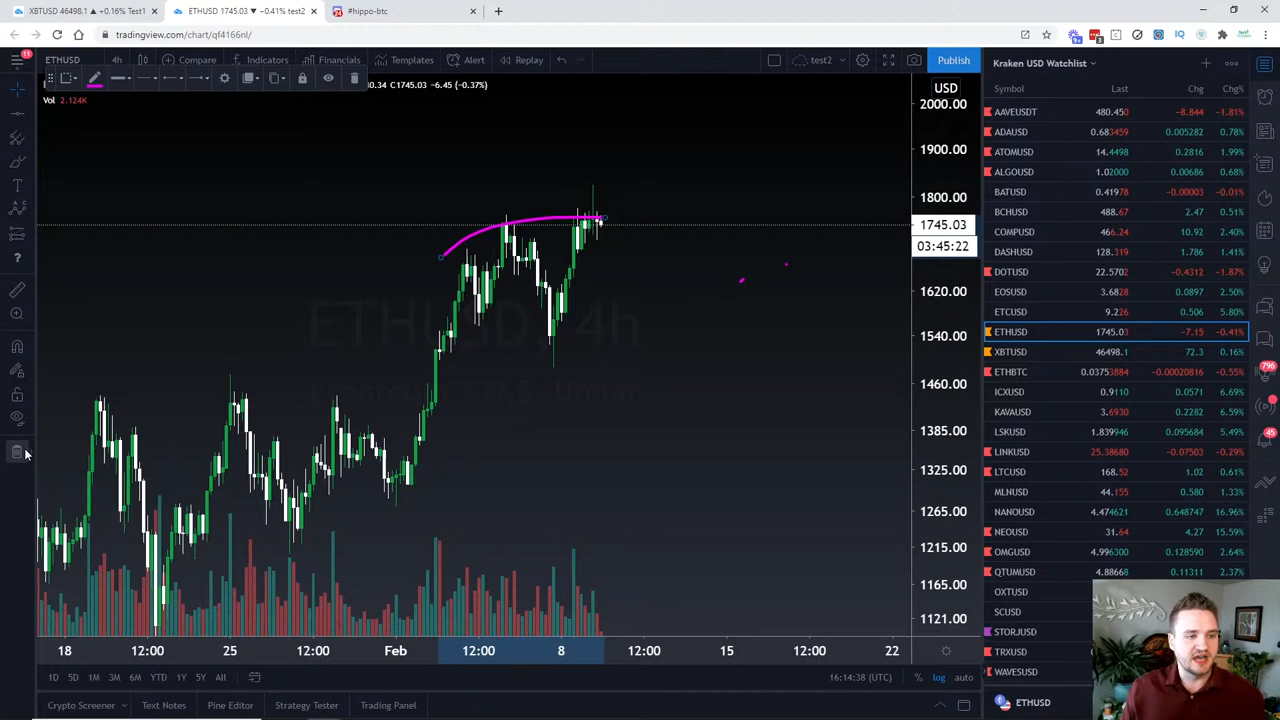 XBTUSD 46498.1 ▲ +0.16% Test1
ETHUSD 1745.03 ▼ −0.41% test2
#hippo-btc
tradingview.com/chart/qf4166nl/
11
ETHUSD
4h
Compare
Indicators
Financials
Templates
Alert
Replay
test2
Publish
80.34 C1745.03 −6.45 (−0.37%)
Vol 2.124K
ETHUSD, 4h
USD
2000.00
1900.00
1800.00
1745.03
03:45:22
1620.00
1540.00
1460.00
1385.00
1325.00
1265.00
1215.00
1165.00
1121.00
18 12:00 25 12:00 Feb 12:00 8 12:00 15 12:00 22
1D 5D 1M 3M 6M YTD 1Y 5Y All
16:14:38 (UTC) % log auto
Crypto Screener Text Notes Pine Editor Strategy Tester Trading Panel
Kraken USD Watchlist
Symbol Last Chg Chg%
AAVEUSDT 480.450 −8.844 −1.81%
ADAUSD 0.683459 0.005282 0.78%
ATOMUSD 14.4498 0.2816 1.99%
ALGOUSD 1.02000 0.00686 0.68%
BATUSD 0.41978 −0.00003 −0.01%
BCHUSD 488.67 2.47 0.51%
COMPUSD 466.24 10.92 2.40%
DASHUSD 118.728 1.786 1.41%
DOTUSD 22.5702 −0.4312 −1.87%
EOSUSD 3.6828 0.0897 2.50%
ETCUSD 9.226 0.506 5.80%
ETHUSD 1745.03 −7.15 −0.41%
XBTUSD 46498.1 72.3 0.16%
ETHBTC 0.03753884 −0.00020816 −0.55%
ICXUSD 0.9110 0.0571 6.69%
KAVAUSD 3.6930 0.2282 6.59%
LSKUSD 1.839946 0.095684 5.49%
LINKUSD 25.38680 −0.07503 −0.29%
LTCUSD 168.52 1.02 0.61%
MLNUSD 44.155 0.580 1.33%
NANOUSD 4.474621 0.648747 16.96%
NEOUSD 31.64 4.27 15.59%
OMGUSD 4.996300 0.128590 2.64%
QTUMUSD 4.88668 0.11311 2.37%
OXTUSD
SCUSD
STORJUSD
TRXUSD
WAVESUSD
ETHUSD
796
45